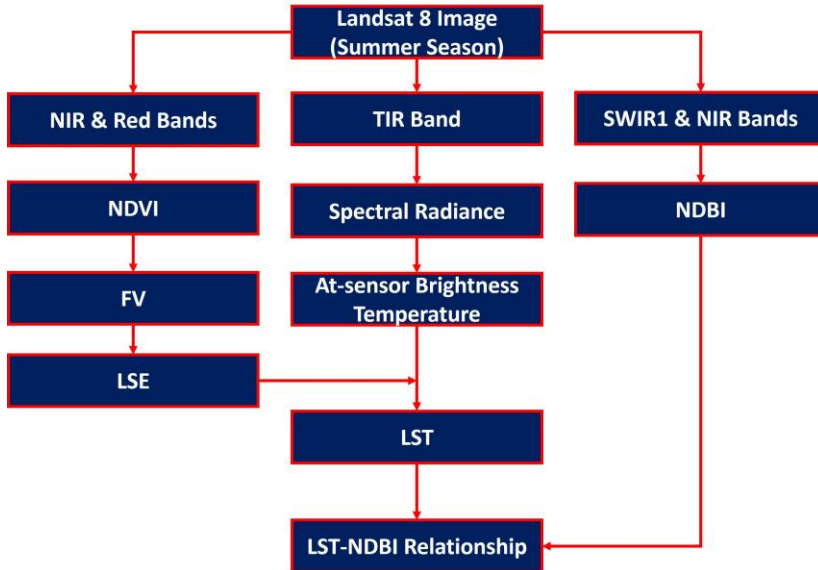 Landsat 8 Image
(Summer Season)
NIR & Red Bands
TIR Band
SWIR1 & NIR Bands
NDVI
Spectral Radiance
NDBI
FV
At-sensor Brightness
Temperature
LSE
LST
LST-NDBI Relationship